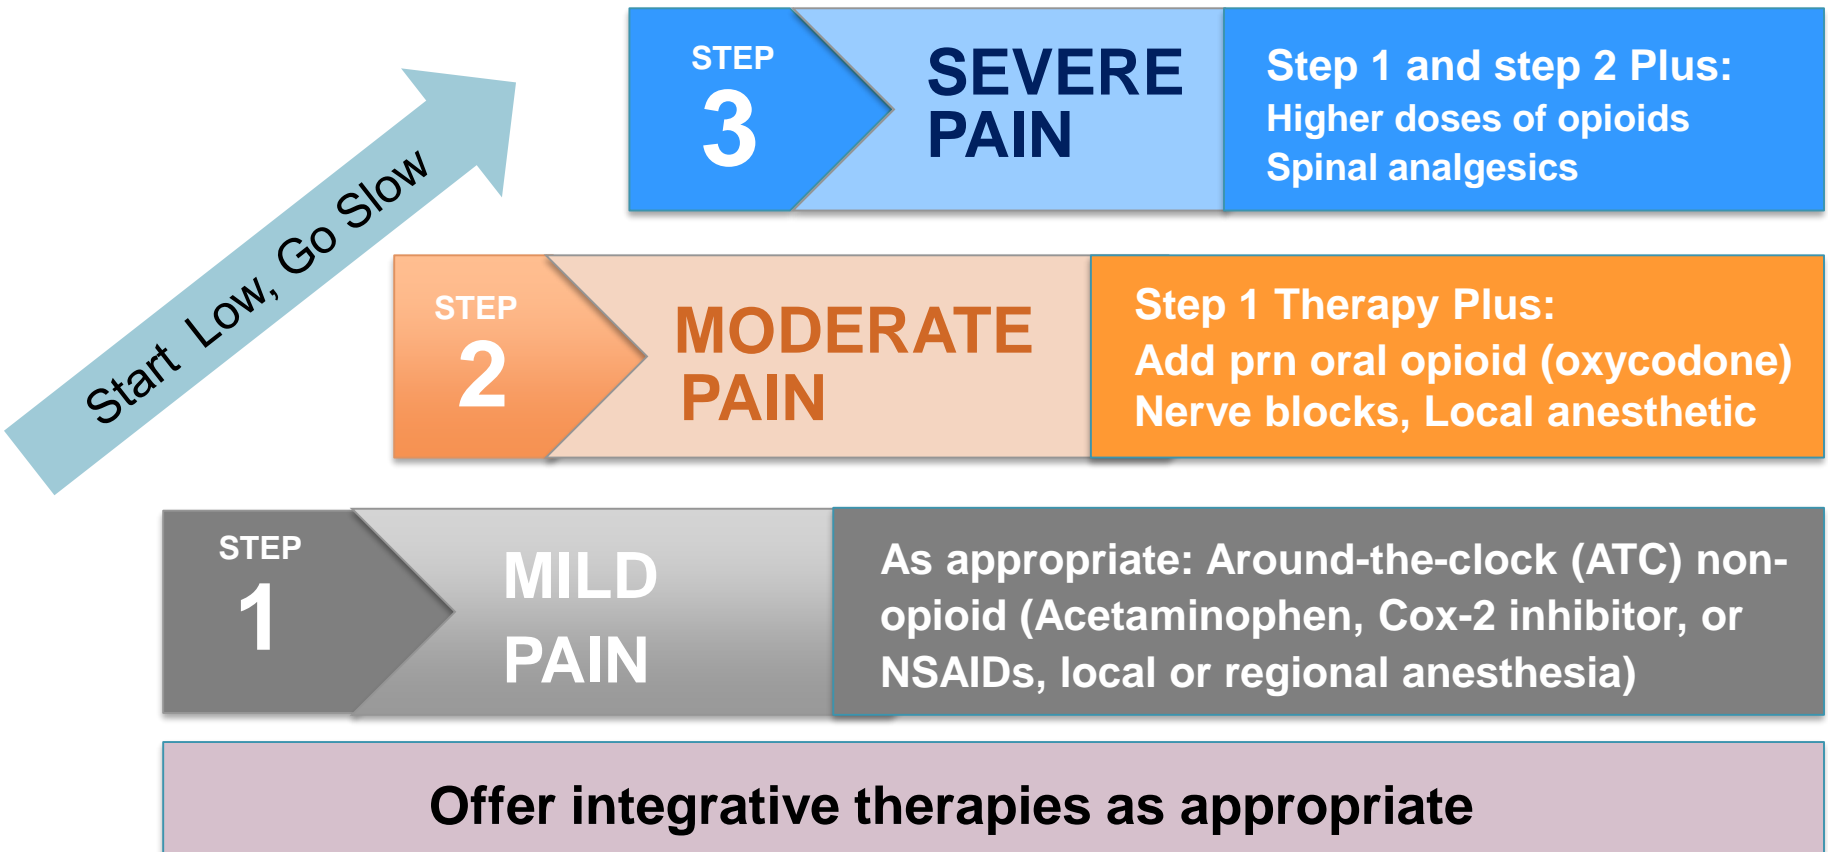 STEP
3
SEVERE
PAIN
Step 1 and step 2 Plus:
Higher doses of opioids
Spinal analgesics
Start Low, Go Slow
STEP
2
MODERATE
PAIN
Step 1 Therapy Plus:
Add prn oral opioid (oxycodone)
Nerve blocks, Local anesthetic
STEP
1
MILD
PAIN
As appropriate: Around-the-clock (ATC) non-
opioid (Acetaminophen, Cox-2 inhibitor, or
NSAIDs, local or regional anesthesia)
Offer integrative therapies as appropriate